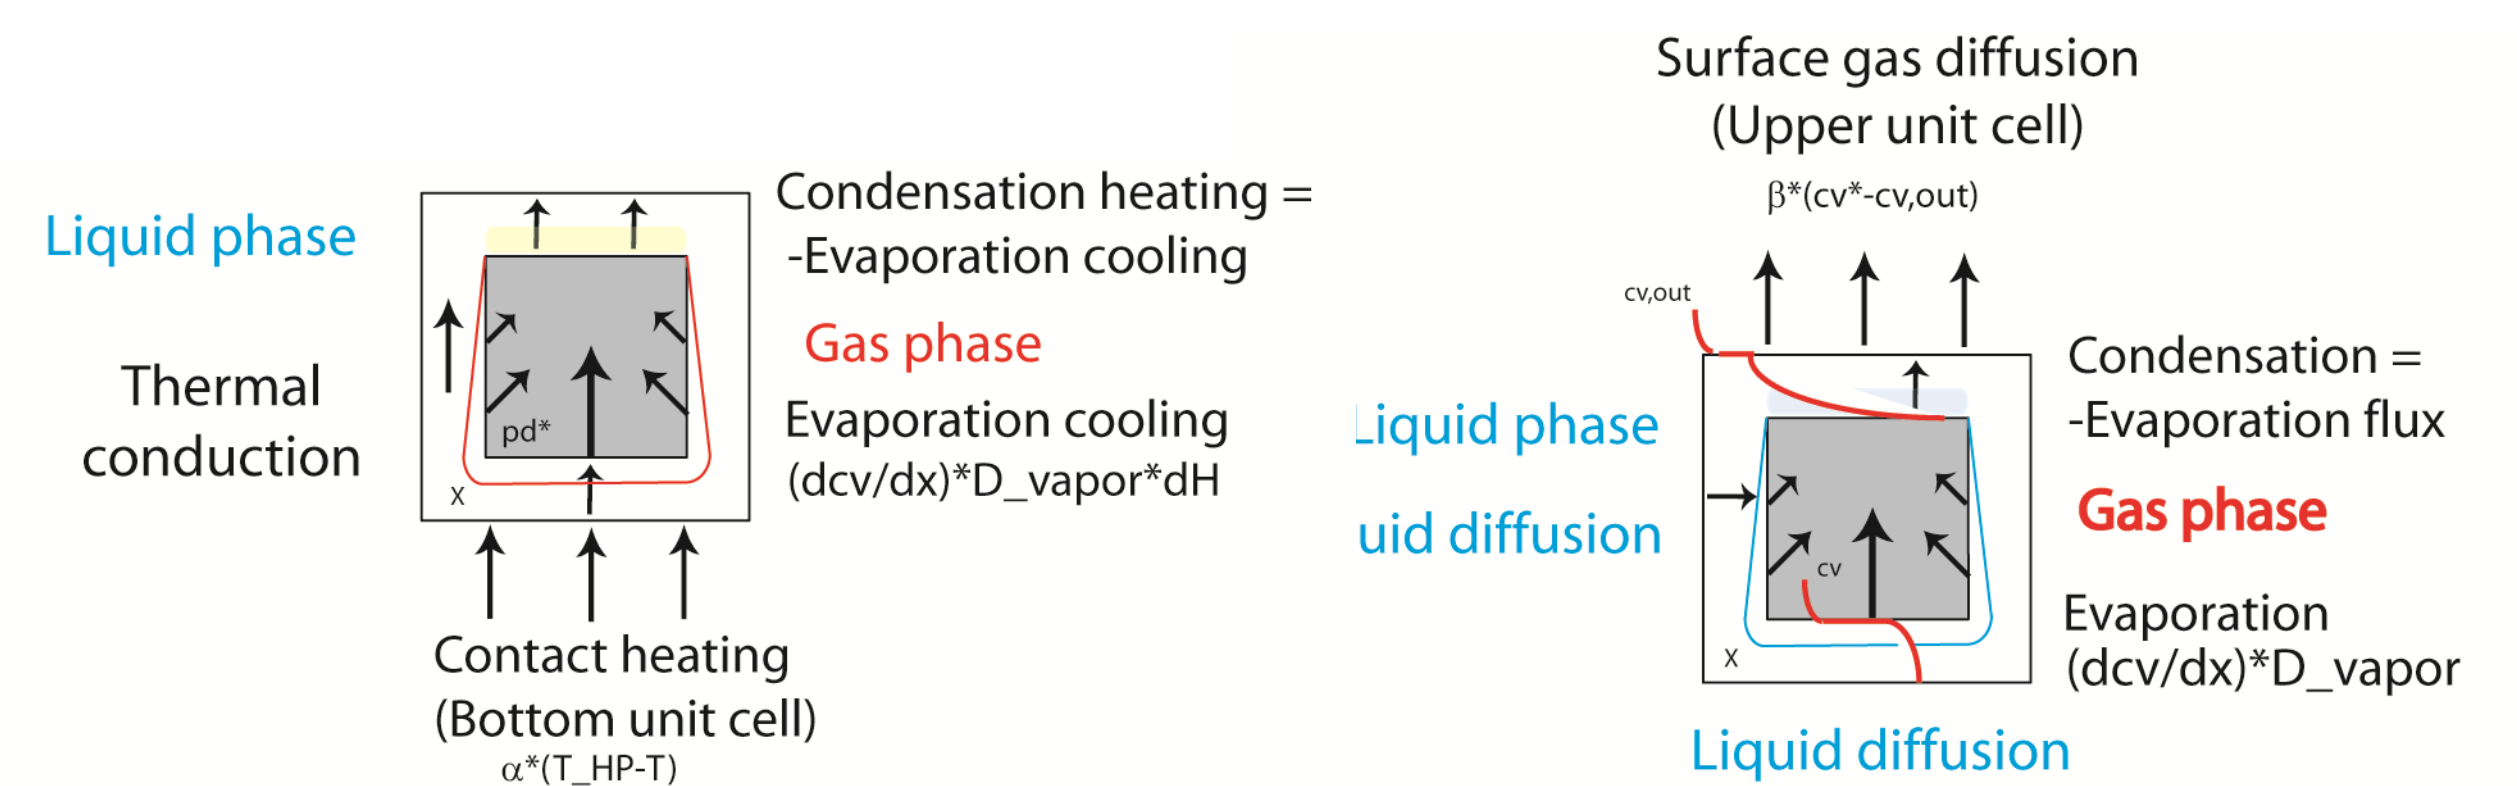 Liquid phase
Thermal
conduction
pd*
X
Condensation heating =
-Evaporation cooling
Gas phase
Evaporation cooling
(dcv/dx)*D_vapor*dH
Contact heating
(Bottom unit cell)
α*(T_HP-T)
Surface gas diffusion
(Upper unit cell)
β*(cv*-cv,out)
cv,out
Liquid phase
uid diffusion
cv
X
Condensation =
-Evaporation flux
Gas phase
Evaporation
(dcv/dx)*D_vapor
Liquid diffusion